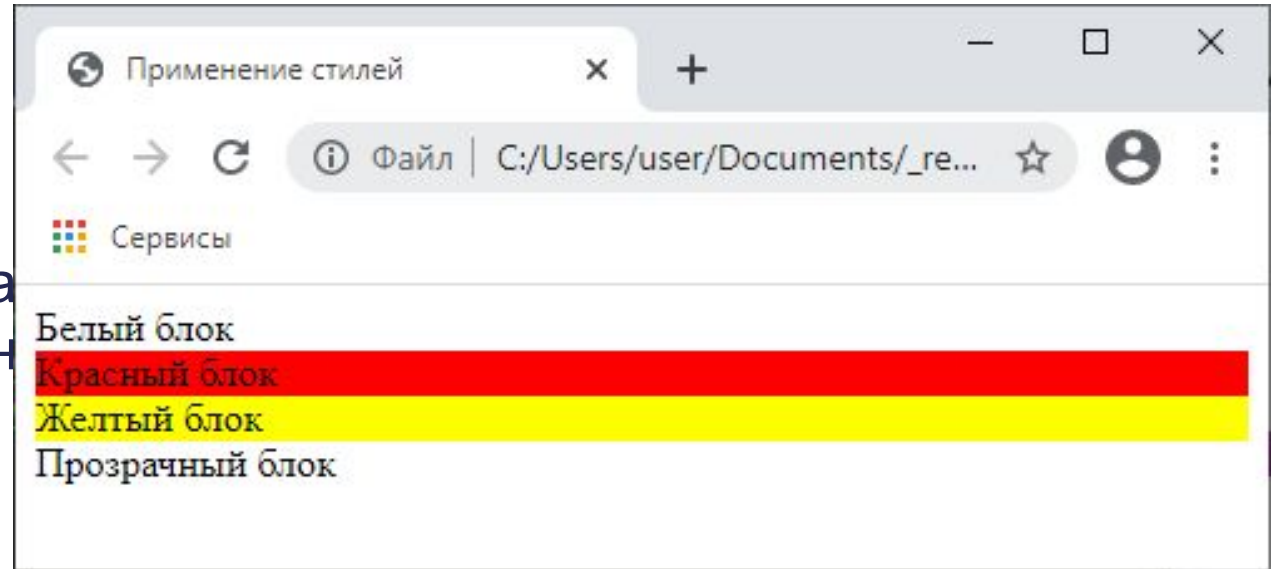 Применение стилей
Файл | C:/Users/user/Documents/_re...
Сервисы
Белый блок
Красный блок
Желтый блок
Прозрачный блок